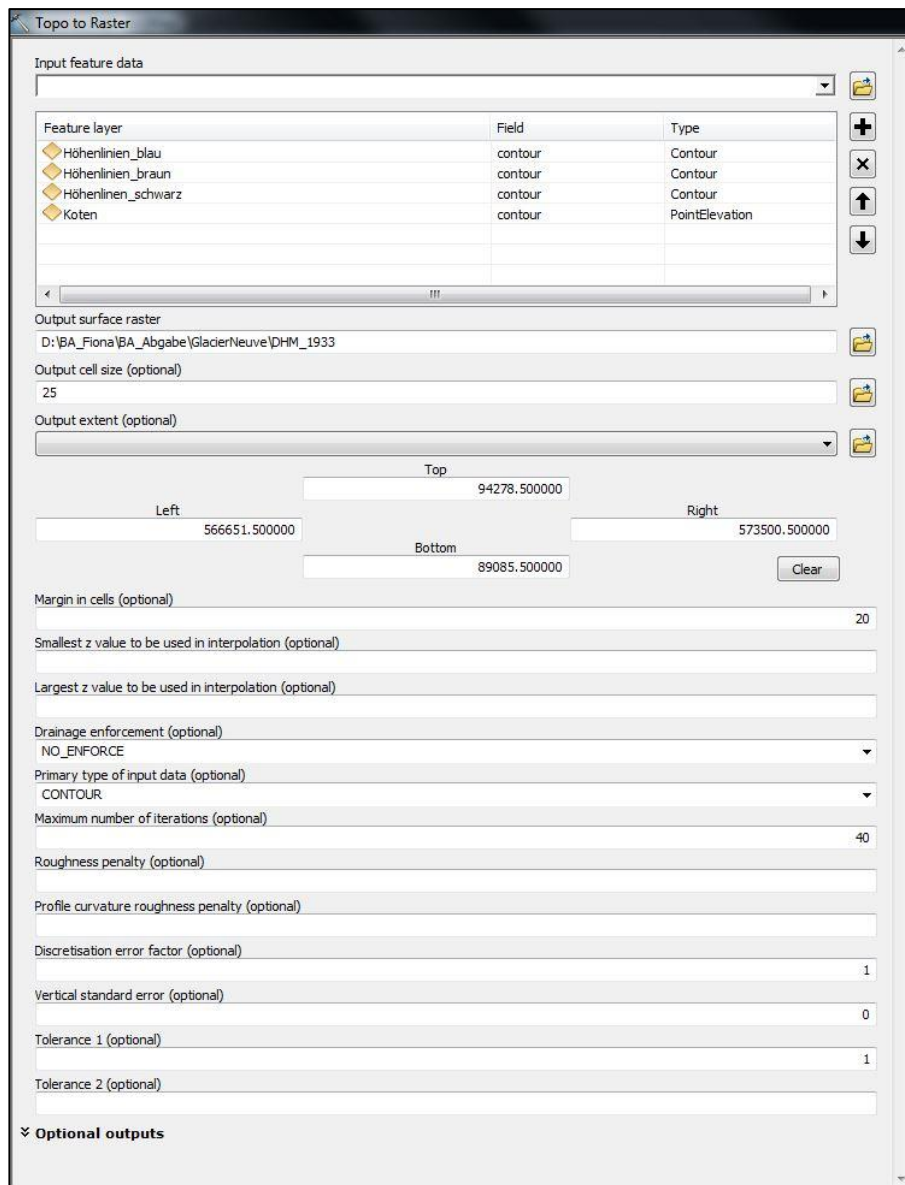 Topo to Raster
Input feature data
Feature layer Field Type
Höhenlinien_blau contour Contour
Höhenlinien_braun contour Contour
Höhenlinen_schwarz contour Contour
Koten contour PointElevation
Output surface raster
D:\BA_Fiona\BA_Abgabe\GlacierNeuve\DHM_1933
Output cell size (optional)
25
Output extent (optional)
Top
94278.500000
Left Right
566651.500000 573500.500000
Bottom
89085.500000 Clear
Margin in cells (optional)
20
Smallest z value to be used in interpolation (optional)
Largest z value to be used in interpolation (optional)
Drainage enforcement (optional)
NO_ENFORCE
Primary type of input data (optional)
CONTOUR
Maximum number of iterations (optional)
40
Roughness penalty (optional)
Profile curvature roughness penalty (optional)
Discretisation error factor (optional)
1
Vertical standard error (optional)
0
Tolerance 1 (optional)
1
Tolerance 2 (optional)
Optional outputs